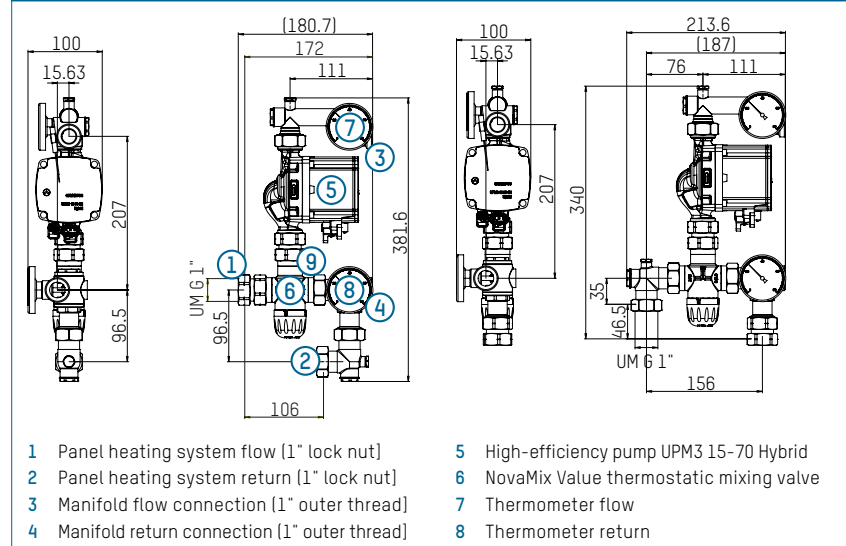 100
15.63
207
96.5
(180.7)
172
111
381.6
UM G 1"
96.5
106
1
2
3
4
5
6
7
8
9
100
15.63
207
213.6
(187)
76 111
340
35
46.5
UM G 1"
156
1 Panel heating system flow (1" lock nut)
2 Panel heating system return (1" lock nut)
3 Manifold flow connection (1" outer thread)
4 Manifold return connection (1" outer thread)
5 High-efficiency pump UPM3 15-70 Hybrid
6 NovaMix Value thermostatic mixing valve
7 Thermometer flow
8 Thermometer return